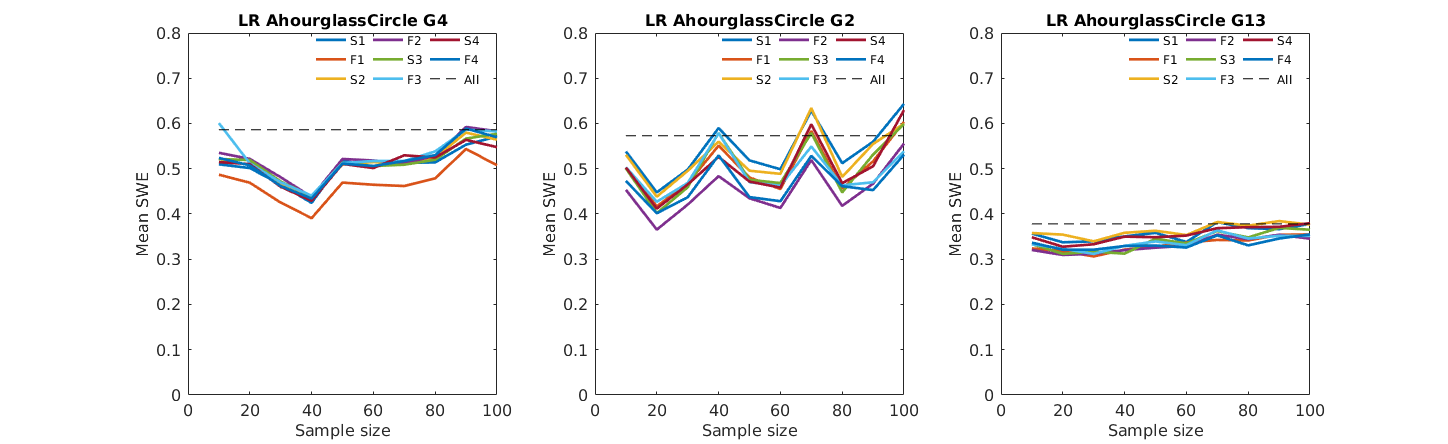 LR AhourglassCircle G4
0.8
0.7
0.6
0.5
0.4
0.3
0.2
0.1
0
Mean SWE
S1 F2 S4
F1 S3 F4
S2 F3 All
0 20 40 60 80 100
Sample size
LR AhourglassCircle G2
0.8
0.7
0.6
0.5
0.4
0.3
0.2
0.1
0
Mean SWE
S1 F2 S4
F1 S3 F4
S2 F3 All
0 20 40 60 80 100
Sample size
LR AhourglassCircle G13
0.8
0.7
0.6
0.5
0.4
0.3
0.2
0.1
0
Mean SWE
S1 F2 S4
F1 S3 F4
S2 F3 All
0 20 40 60 80 100
Sample size